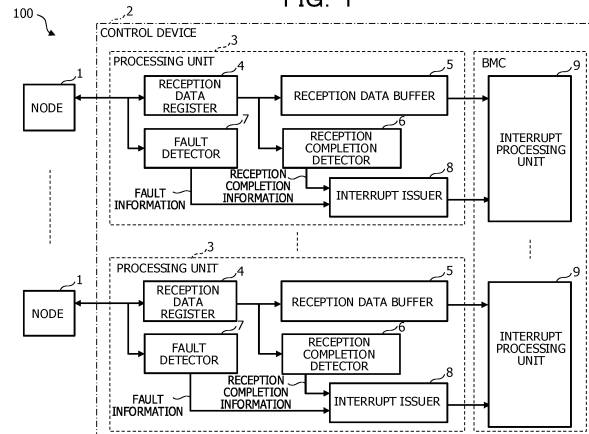 FIG. 1
100
2
CONTROL DEVICE
3
PROCESSING UNIT
BMC
1
NODE
4
RECEPTION
DATA
REGISTER
5
RECEPTION DATA BUFFER
9
INTERRUPT
PROCESSING
UNIT
7
FAULT
DETECTOR
6
RECEPTION
COMPLETION
DETECTOR
FAULT
INFORMATION
RECEPTION
COMPLETION
INFORMATION
8
INTERRUPT ISSUER
3
PROCESSING UNIT
1
NODE
4
RECEPTION
DATA
REGISTER
5
RECEPTION DATA BUFFER
9
INTERRUPT
PROCESSING
UNIT
7
FAULT
DETECTOR
6
RECEPTION
COMPLETION
DETECTOR
FAULT
INFORMATION
RECEPTION
COMPLETION
INFORMATION
8
INTERRUPT ISSUER